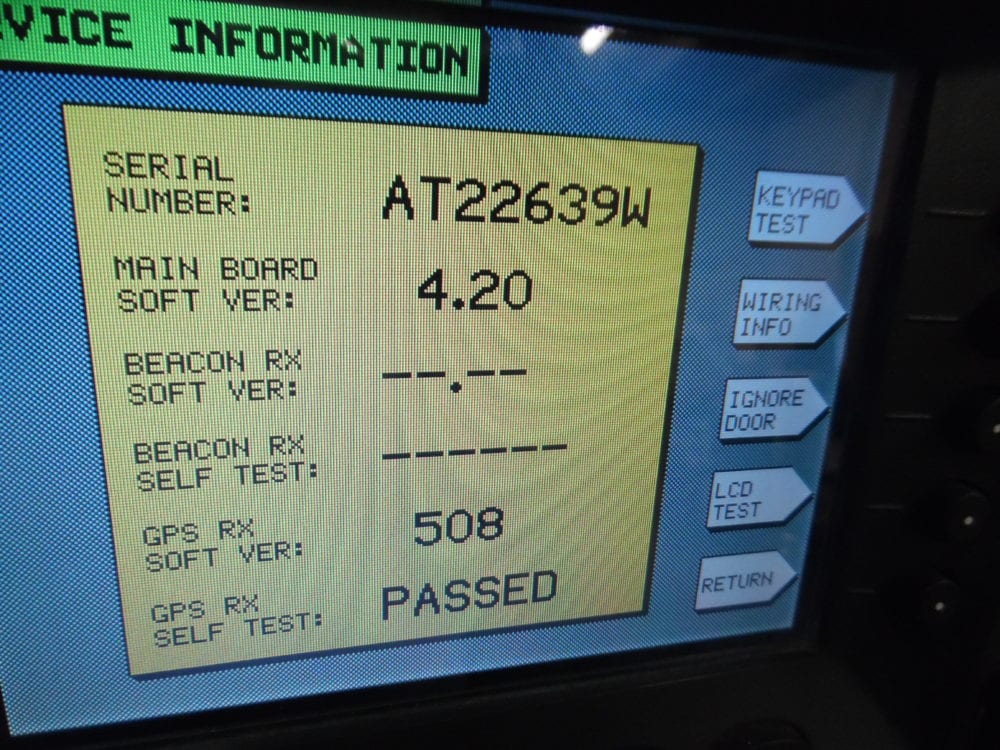 VICE INFORMATION
SERIAL
NUMBER: AT22639W
MAIN BOARD
SOFT VER: 4.20
BEACON RX
SOFT VER: --.--
BEACON RX
SELF TEST: ------
GPS RX
SOFT VER: 508
GPS RX
SELF TEST: PASSED
KEYPAD
TEST
WIRING
INFO
IGNORE
DOOR
LCD
TEST
RETURN